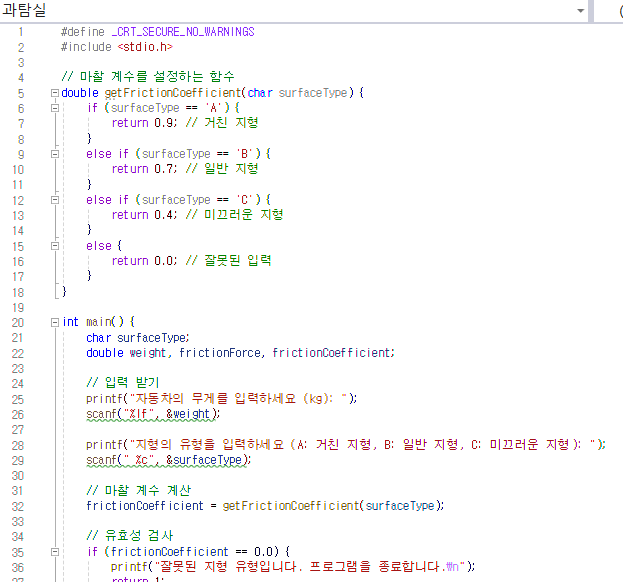 과탐실
1 #define _CRT_SECURE_NO_WARNINGS
2 #include <stdio.h>
3
4 // 마찰 계수를 설정하는 함수
5 double getFrictionCoefficient(char surfaceType) {
6 if (surfaceType == 'A') {
7 return 0.9; // 거친 지형
8 }
9 else if (surfaceType == 'B') {
10 return 0.7; // 일반 지형
11 }
12 else if (surfaceType == 'C') {
13 return 0.4; // 미끄러운 지형
14 }
15 else {
16 return 0.0; // 잘못된 입력
17 }
18 }
19
20 int main() {
21 char surfaceType;
22 double weight, frictionForce, frictionCoefficient;
23
24 // 입력 받기
25 printf("자동차의 무게를 입력하세요 (kg): ");
26 scanf("%lf", &weight);
27
28 printf("지형의 유형을 입력하세요 (A: 거친 지형, B: 일반 지형, C: 미끄러운 지형): ");
29 scanf(" %c", &surfaceType);
30
31 // 마찰 계수 계산
32 frictionCoefficient = getFrictionCoefficient(surfaceType);
33
34 // 유효성 검사
35 if (frictionCoefficient == 0.0) {
36 printf("잘못된 지형 유형입니다. 프로그램을 종료합니다.₩n");
return 1;